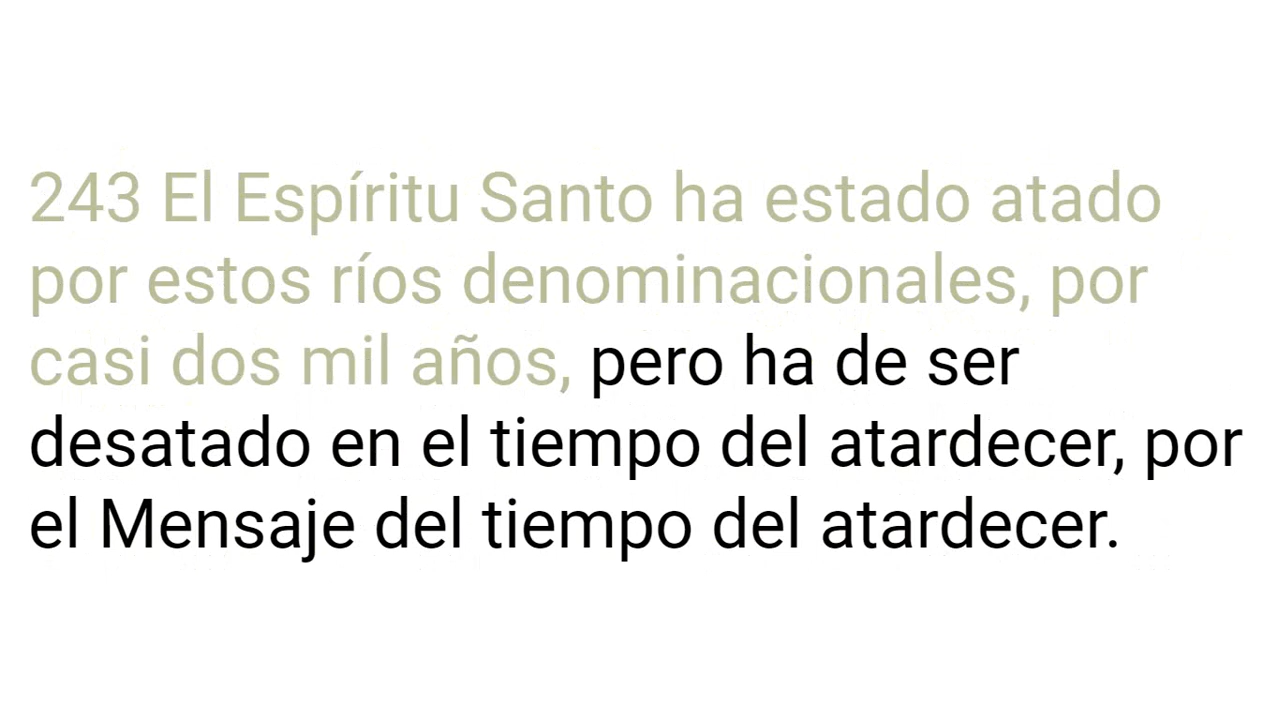 243 El Espíritu Santo ha estado atado
por estos ríos denominacionales, por
casi dos mil años, pero ha de ser
desatado en el tiempo del atardecer, por
el Mensaje del tiempo del atardecer.